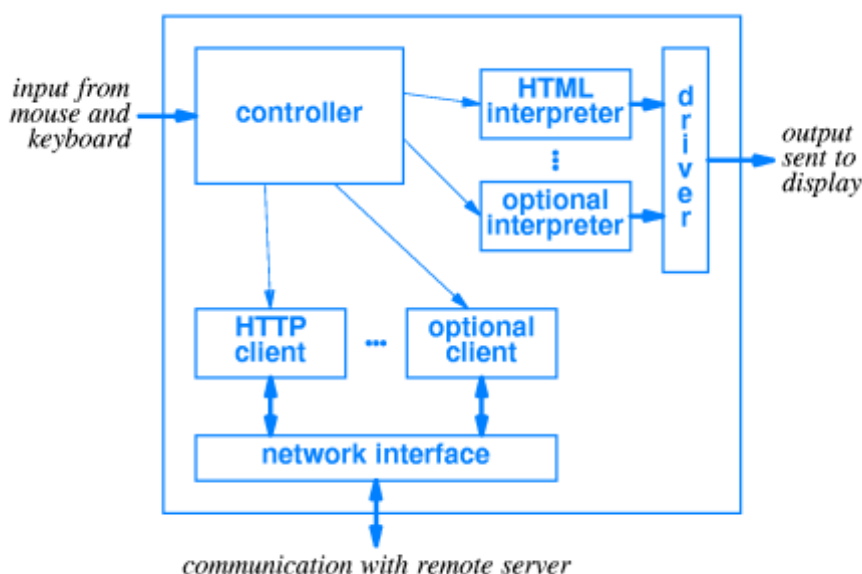 input from
mouse and
keyboard
controller
HTML
interpreter
optional
interpreter
driver
output
sent to
display
HTTP
client
...
optional
client
network interface
communication with remote server